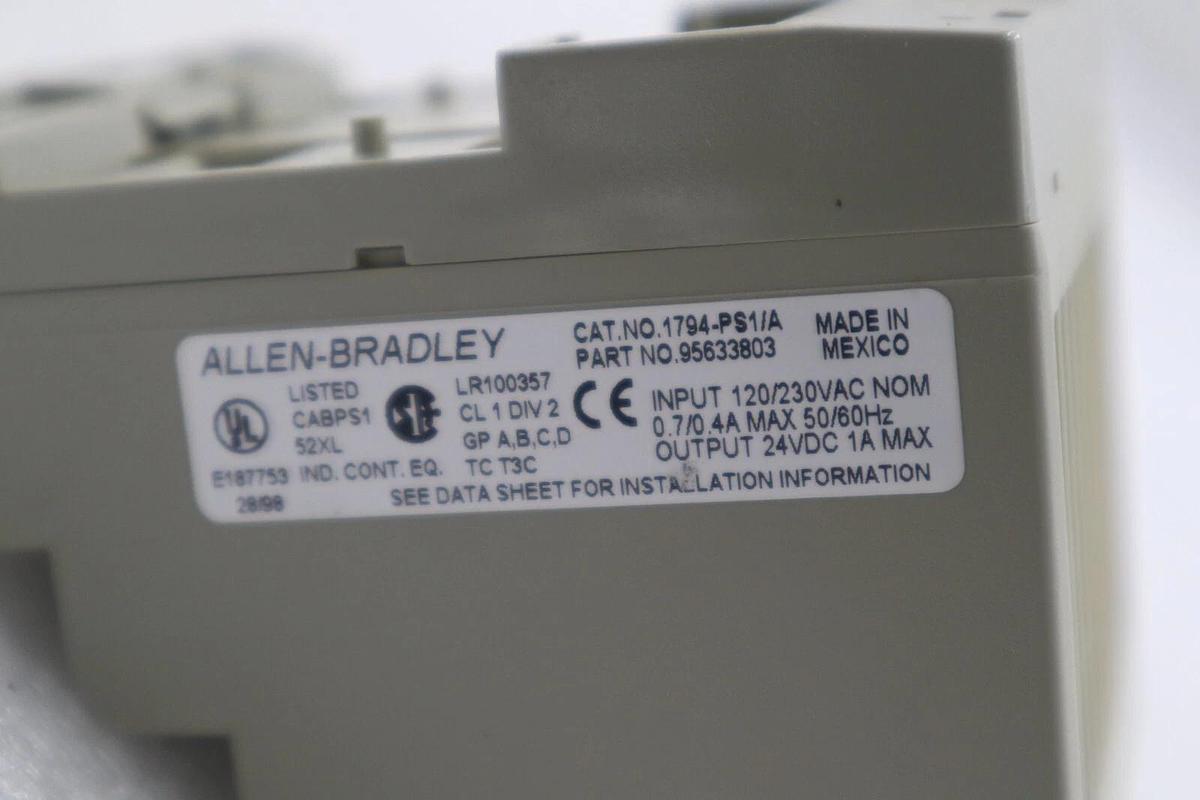 ALLEN-BRADLEY
CAT.NO.1794-PS1/A
PART NO.95633803
MADE IN
MEXICO
UL
LISTED
CABPS1
52XL
E187753 IND. CONT. EQ.
28/98
LR100357
CL 1 DIV 2
GP A,B,C,D
TC T3C
CE
INPUT 120/230VAC NOM
0.7/0.4A MAX 50/60Hz
OUTPUT 24VDC 1A MAX
SEE DATA SHEET FOR INSTALLATION INFORMATION